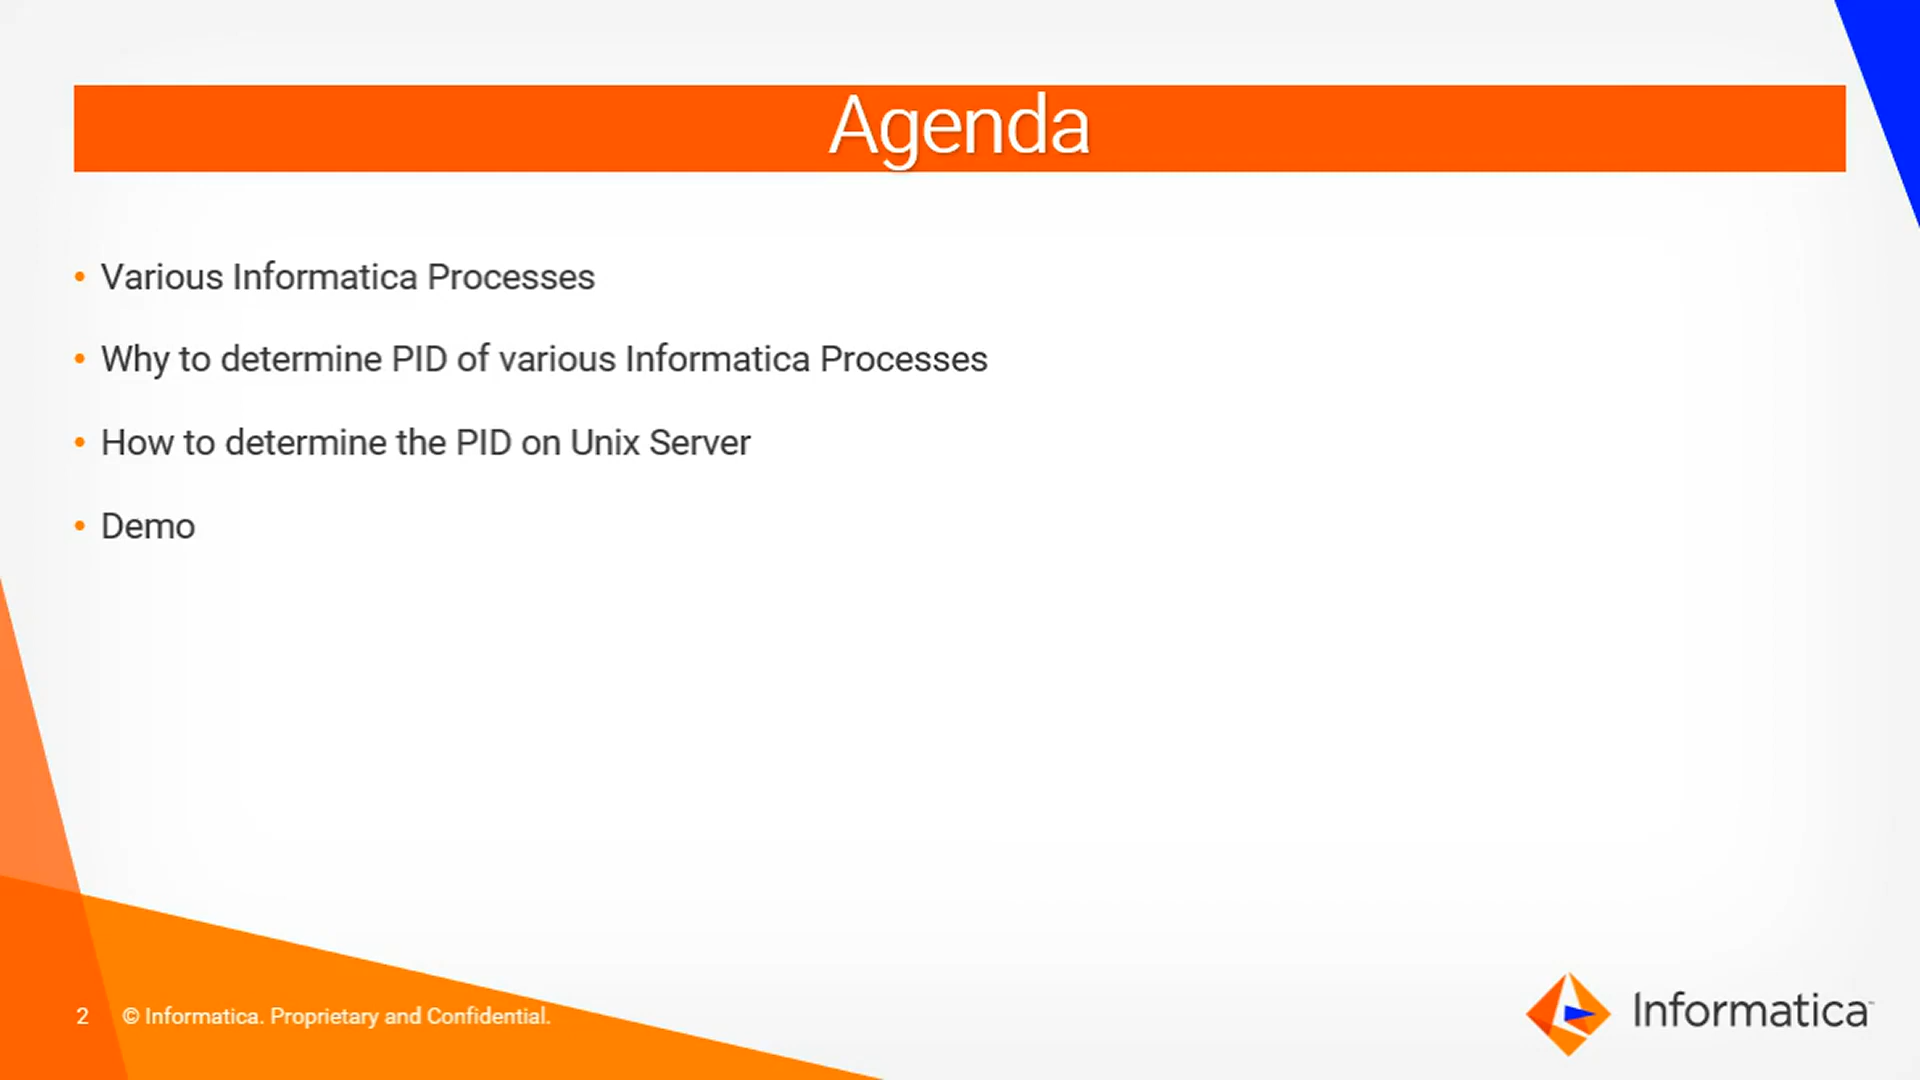 Agenda
• Various Informatica Processes
• Why to determine PID of various Informatica Processes
• How to determine the PID on Unix Server
• Demo
2 © Informatica. Proprietary and Confidential.
Informatica™